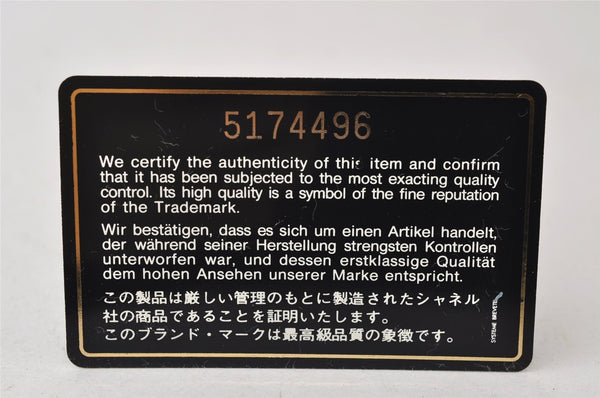 5174496
We certify the authenticity of this item and confirm
that it has been subjected to the most exacting quality
control. Its high quality is a symbol of the fine reputation
of the Trademark.
Wir bestätigen, dass es sich um einen Artikel handelt,
der während seiner Herstellung strengsten Kontrollen
unterworfen war, und dessen erstklassige Qualität
dem hohen Ansehen unserer Marke entspricht.
この製品は厳しい管理のもとに製造されたシャネル
社の商品であることを証明いたします。
このブランド・マークは最高級品質の象徴です。
SYSTEME BREVETE